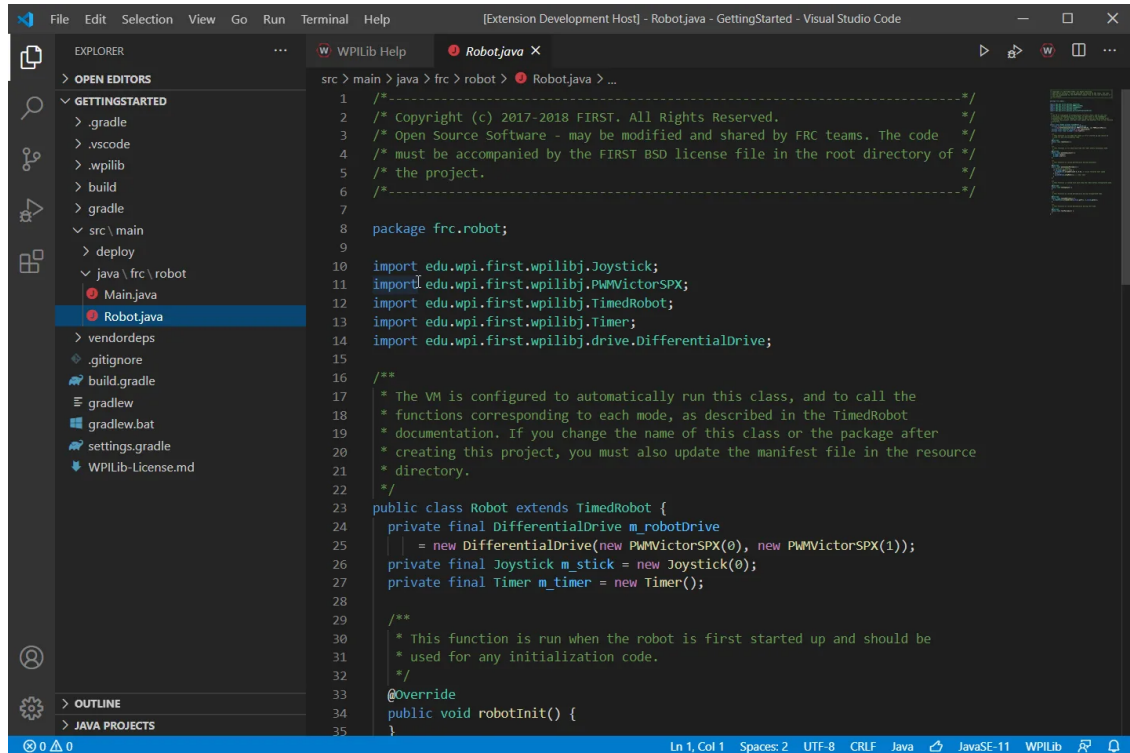 File Edit Selection View Go Run Terminal Help [Extension Development Host] - Robot.java - GettingStarted - Visual Studio Code
EXPLORER
OPEN EDITORS
GETTINGSTARTED
.gradle
.vscode
.wpilib
build
gradle
src \ main
deploy
java \ frc \ robot
Main.java
Robot.java
vendordeps
.gitignore
build.gradle
gradlew
gradlew.bat
settings.gradle
WPILib-License.md
OUTLINE
JAVA PROJECTS
WPILib Help Robot.java
src > main > java > frc > robot > Robot.java > ...
1 /*----------------------------------------------------------------------------*/
2 /* Copyright (c) 2017-2018 FIRST. All Rights Reserved. */
3 /* Open Source Software - may be modified and shared by FRC teams. The code */
4 /* must be accompanied by the FIRST BSD license file in the root directory of */
5 /* the project. */
6 /*----------------------------------------------------------------------------*/
7
8 package frc.robot;
9
10 import edu.wpi.first.wpilibj.Joystick;
11 import edu.wpi.first.wpilibj.PWMVictorSPX;
12 import edu.wpi.first.wpilibj.TimedRobot;
13 import edu.wpi.first.wpilibj.Timer;
14 import edu.wpi.first.wpilibj.drive.DifferentialDrive;
15
16 /**
17 * The VM is configured to automatically run this class, and to call the
18 * functions corresponding to each mode, as described in the TimedRobot
19 * documentation. If you change the name of this class or the package after
20 * creating this project, you must also update the manifest file in the resource
21 * directory.
22 */
23 public class Robot extends TimedRobot {
24 private final DifferentialDrive m_robotDrive
25 = new DifferentialDrive(new PWMVictorSPX(0), new PWMVictorSPX(1));
26 private final Joystick m_stick = new Joystick(0);
27 private final Timer m_timer = new Timer();
28
29 /**
30 * This function is run when the robot is first started up and should be
31 * used for any initialization code.
32 */
33 @Override
34 public void robotInit() {
35 }
0 0 Ln 1, Col 1 Spaces: 2 UTF-8 CRLF Java JavaSE-11 WPILib